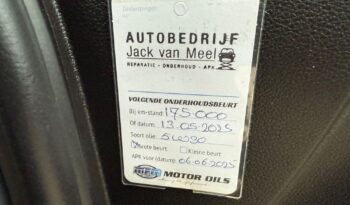 AUTOBEDRIJF
Jack van Meel
REPARATIE - ONDERHOUD - APK
VOLGENDE ONDERHOUDSBEURT
Bij km-stand: 175.000
Of datum: 13-05-2025
Soort olie: 5W30
Grote beurt Kleine beurt
APK voor (datum) 06-06-2025
MOTOR OILS